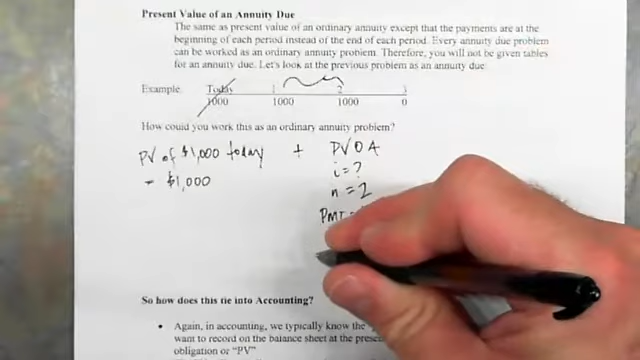 Present Value of an Annuity Due
The same as present value of an ordinary annuity except that the payments are at the
beginning of each period instead of the end of each period. Every annuity due problem
can be worked as an ordinary annuity problem. Therefore, you will not be given tables
for an annuity due. Let's look at the previous problem as an annuity due
Example. Today 1 2 3
1000 1000 1000 0
How could you work this as an ordinary annuity problem?
PV of $1,000 today + PVOA
= $1,000 i = ?
n = 2
PMT =
So how does this tie into Accounting?
• Again, in accounting, we typically know the
want to record on the balance sheet at the prese
obligation or "PV"